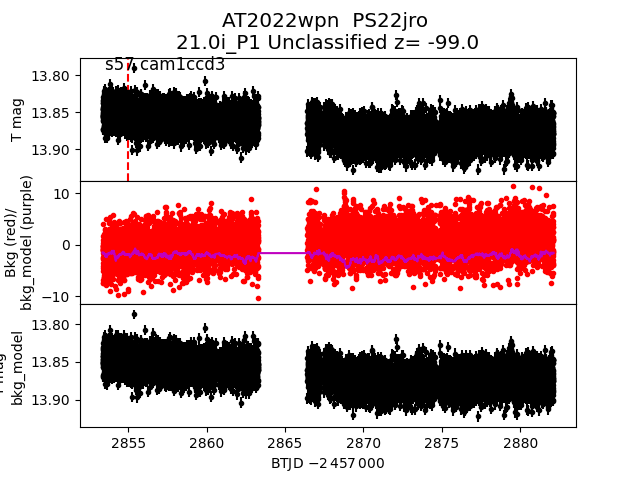 AT2022wpn PS22jro
21.0i_P1 Unclassified z= -99.0
s57 cam1ccd3
T mag
13.80
13.85
13.90
Bkg (red)/
bkg_model (purple)
10
0
−10
mag
bkg_model
13.80
13.85
13.90
2855
2860
2865
2870
2875
2880
BTJD −2 457 000